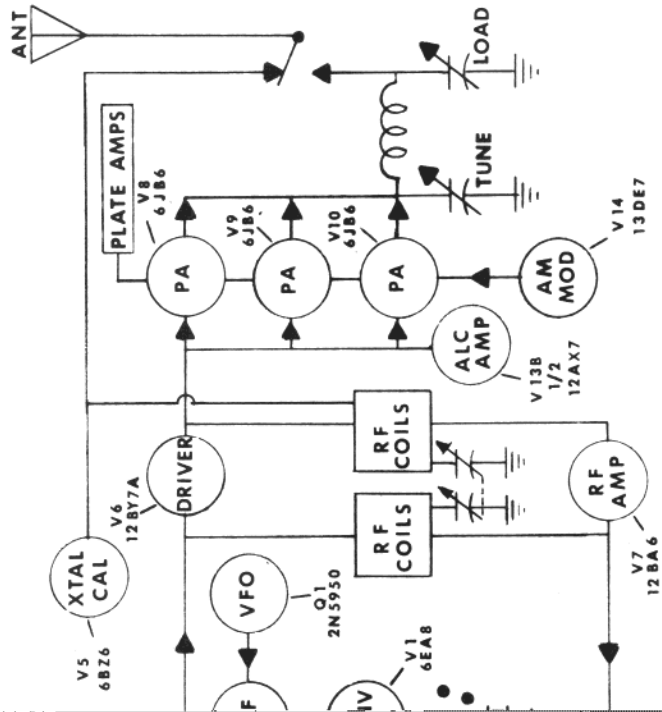 ANT
PLATE AMPS
V8
6JB6
PA
V9
6JB6
PA
V10
6JB6
PA
LOAD
TUNE
AM
MOD
V14
13DE7
ALC
AMP
V13B
1/2
12AX7
DRIVER
V6
12BY7A
RF
COILS
RF
COILS
RF
AMP
V7
12BA6
XTAL
CAL
V5
6BZ6
VFO
Q1
2N5950
V1
6EA8